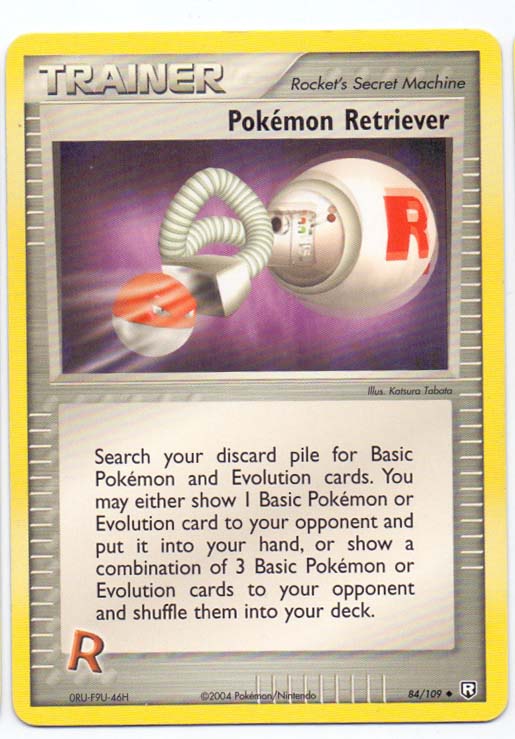 TRAINER
Rocket's Secret Machine
Pokémon Retriever
R
Illus. Katsura Tabata
Search your discard pile for Basic
Pokémon and Evolution cards. You
may either show 1 Basic Pokémon or
Evolution card to your opponent and
put it into your hand, or show a
combination of 3 Basic Pokémon or
Evolution cards to your opponent
and shuffle them into your deck.
R
0RU-F9U-46H
©2004 Pokémon/Nintendo
84/109 ◆ R